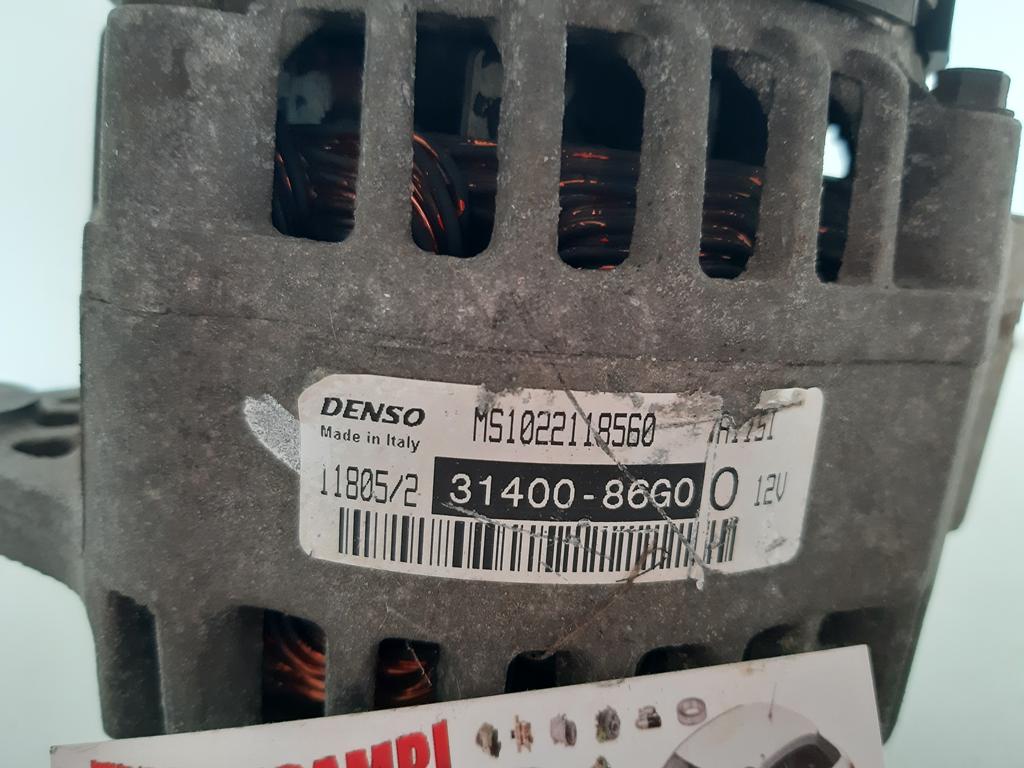 DENSO MS1022118560
Made in Italy
11805/2 31400-86G0 0 12V